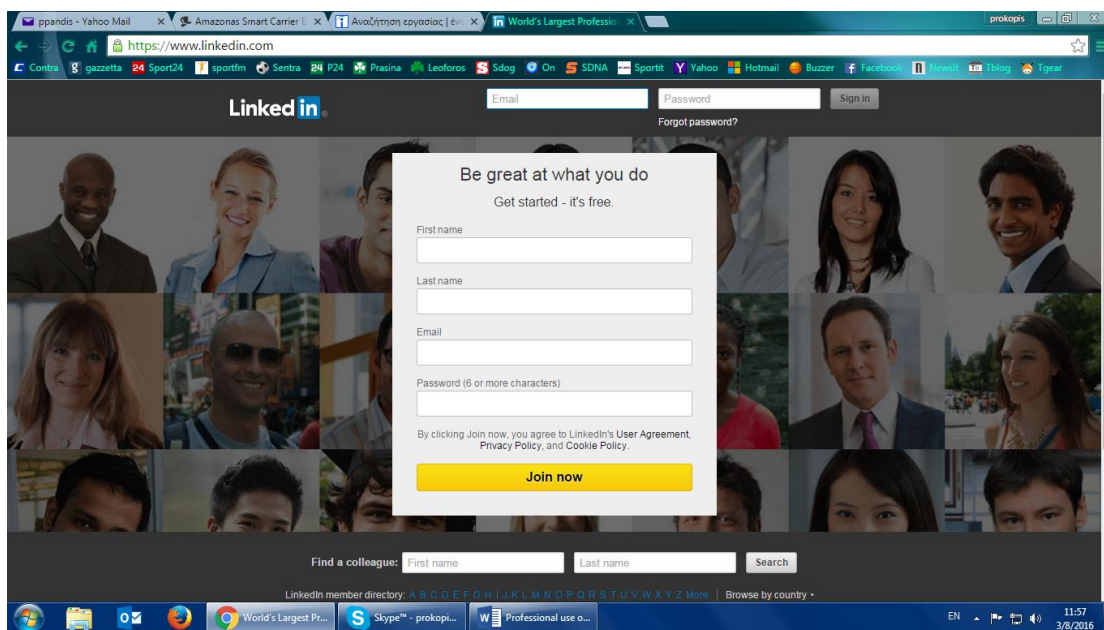 ppandis - Yahoo Mail
Amazonas Smart Carrier E
Αναζήτηση εργασίας | ένα
World's Largest Profession
prokopis
https://www.linkedin.com
Contra gazzetta Sport24 sportfm Sentra P24 Prasina Leoforos Sdog On SDNA Sportit Yahoo Hotmail Buzzer Facebook NewsIt Tblog Tgear
Linked in
Email
Password
Sign in
Forgot password?
Be great at what you do
Get started - it's free.
First name
Last name
Email
Password (6 or more characters)
By clicking Join now, you agree to LinkedIn's User Agreement,
Privacy Policy, and Cookie Policy.
Join now
Find a colleague: First name Last name Search
LinkedIn member directory: A B C D E F G H I J K L M N O P Q R S T U V W X Y Z More | Browse by country
World's Largest Pr...
Skype™ - prokopi...
Professional use o...
EN
11:57
3/8/2016